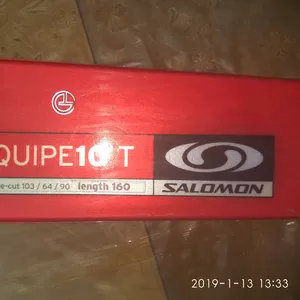 QUIPE10 T
e-cut 103 / 64 / 90 length 160
SALOMON
2019-1-13 13:33